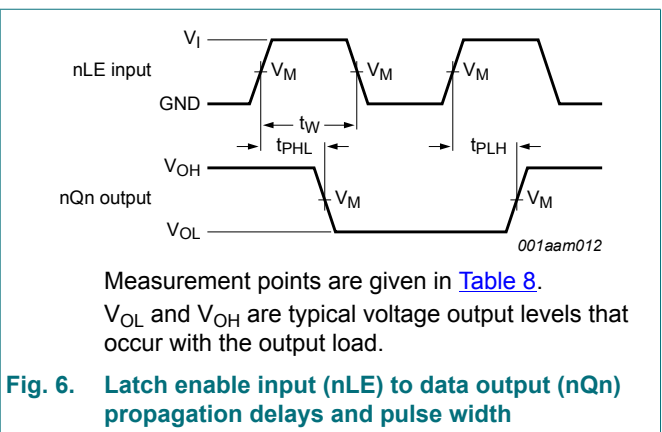 V_I
nLE input
V_M V_M V_M
GND
t_W
t_PHL t_PLH
V_OH
nQn output
V_M V_M
V_OL
001aam012
Measurement points are given in Table 8.
V_OL and V_OH are typical voltage output levels that
occur with the output load.
Fig. 6. Latch enable input (nLE) to data output (nQn)
propagation delays and pulse width